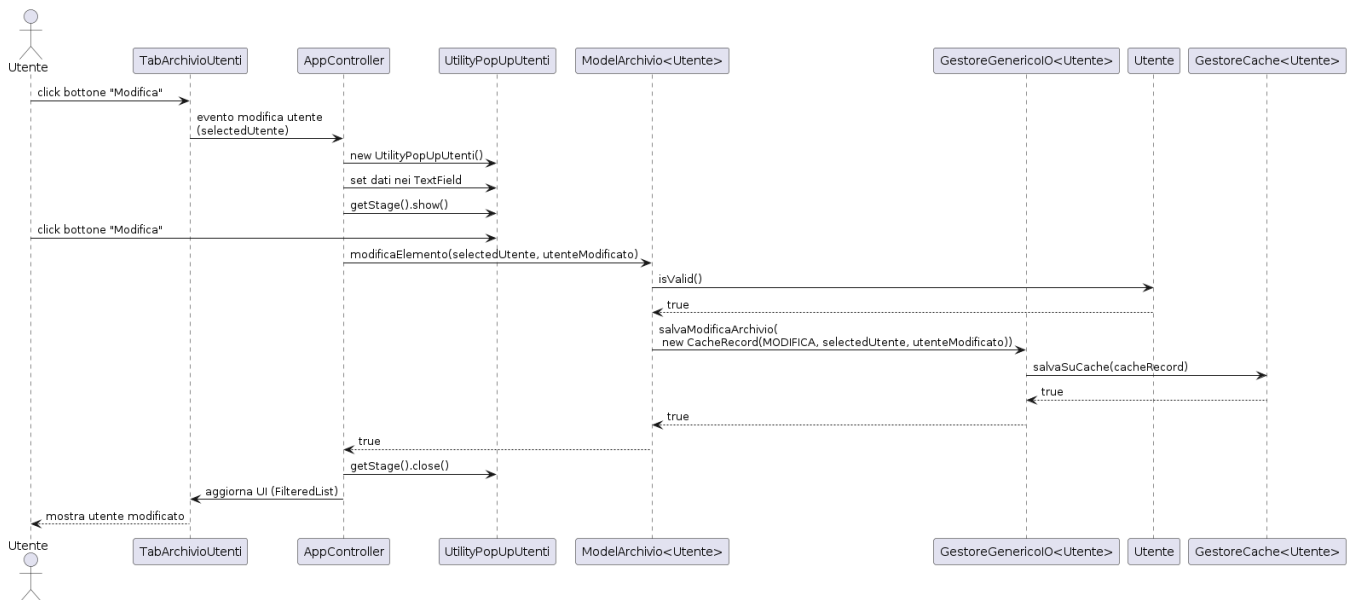 Utente
TabArchivioUtenti
AppController
UtilityPopUpUtenti
ModelArchivio<Utente>
GestoreGenericoIO<Utente>
Utente
GestoreCache<Utente>
click bottone "Modifica"
evento modifica utente
(selectedUtente)
new UtilityPopUpUtenti()
set dati nei TextField
getStage().show()
click bottone "Modifica"
modificaElemento(selectedUtente, utenteModificato)
isValid()
true
salvaModificaArchivio(
new CacheRecord(MODIFICA, selectedUtente, utenteModificato))
salvaSuCache(cacheRecord)
true
true
true
getStage().close()
aggiorna UI (FilteredList)
mostra utente modificato
Utente
TabArchivioUtenti
AppController
UtilityPopUpUtenti
ModelArchivio<Utente>
GestoreGenericoIO<Utente>
Utente
GestoreCache<Utente>